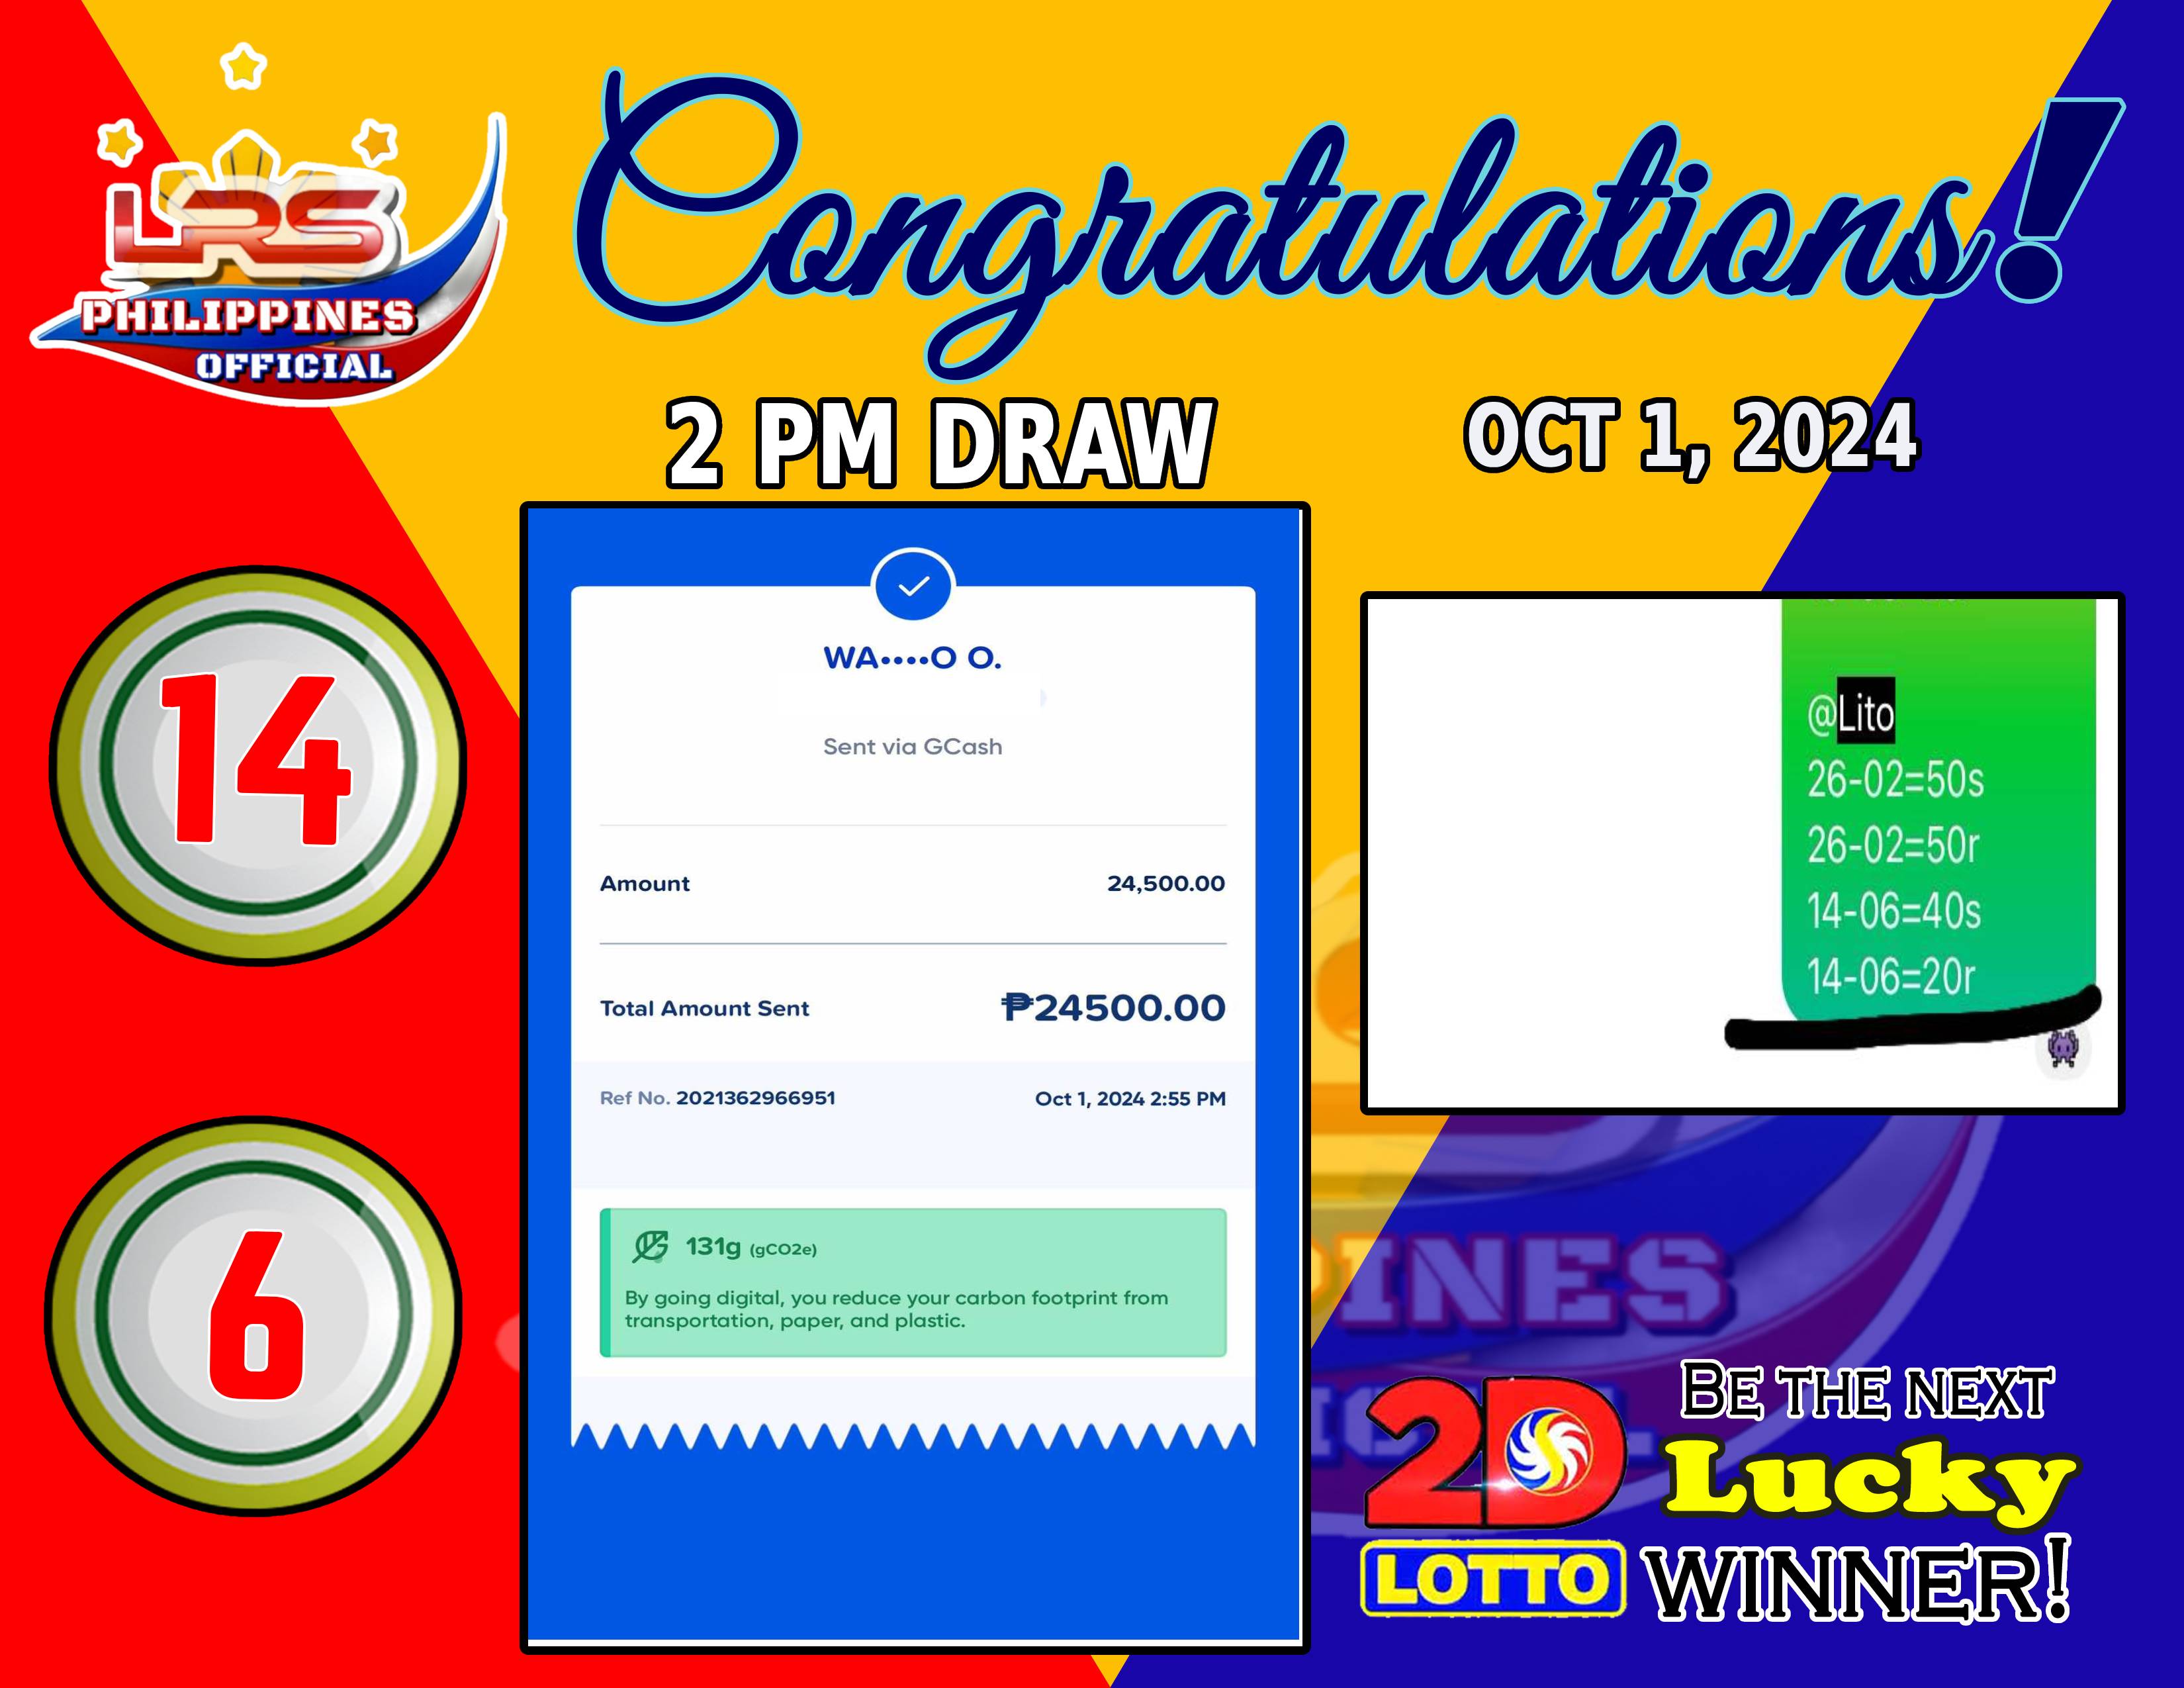 LRS
PHILIPPINES
OFFICIAL
Congratulations!
2 PM DRAW
OCT 1, 2024
14
6
WA••••O O.
Sent via GCash
Amount 24,500.00
Total Amount Sent ₱24500.00
Ref No. 2021362966951 Oct 1, 2024 2:55 PM
131g (gCO2e)
By going digital, you reduce your carbon footprint from
transportation, paper, and plastic.
@Lito
26-02=50s
26-02=50r
14-06=40s
14-06=20r
PINES
2D
LOTTO
BE THE NEXT
Lucky
WINNER!